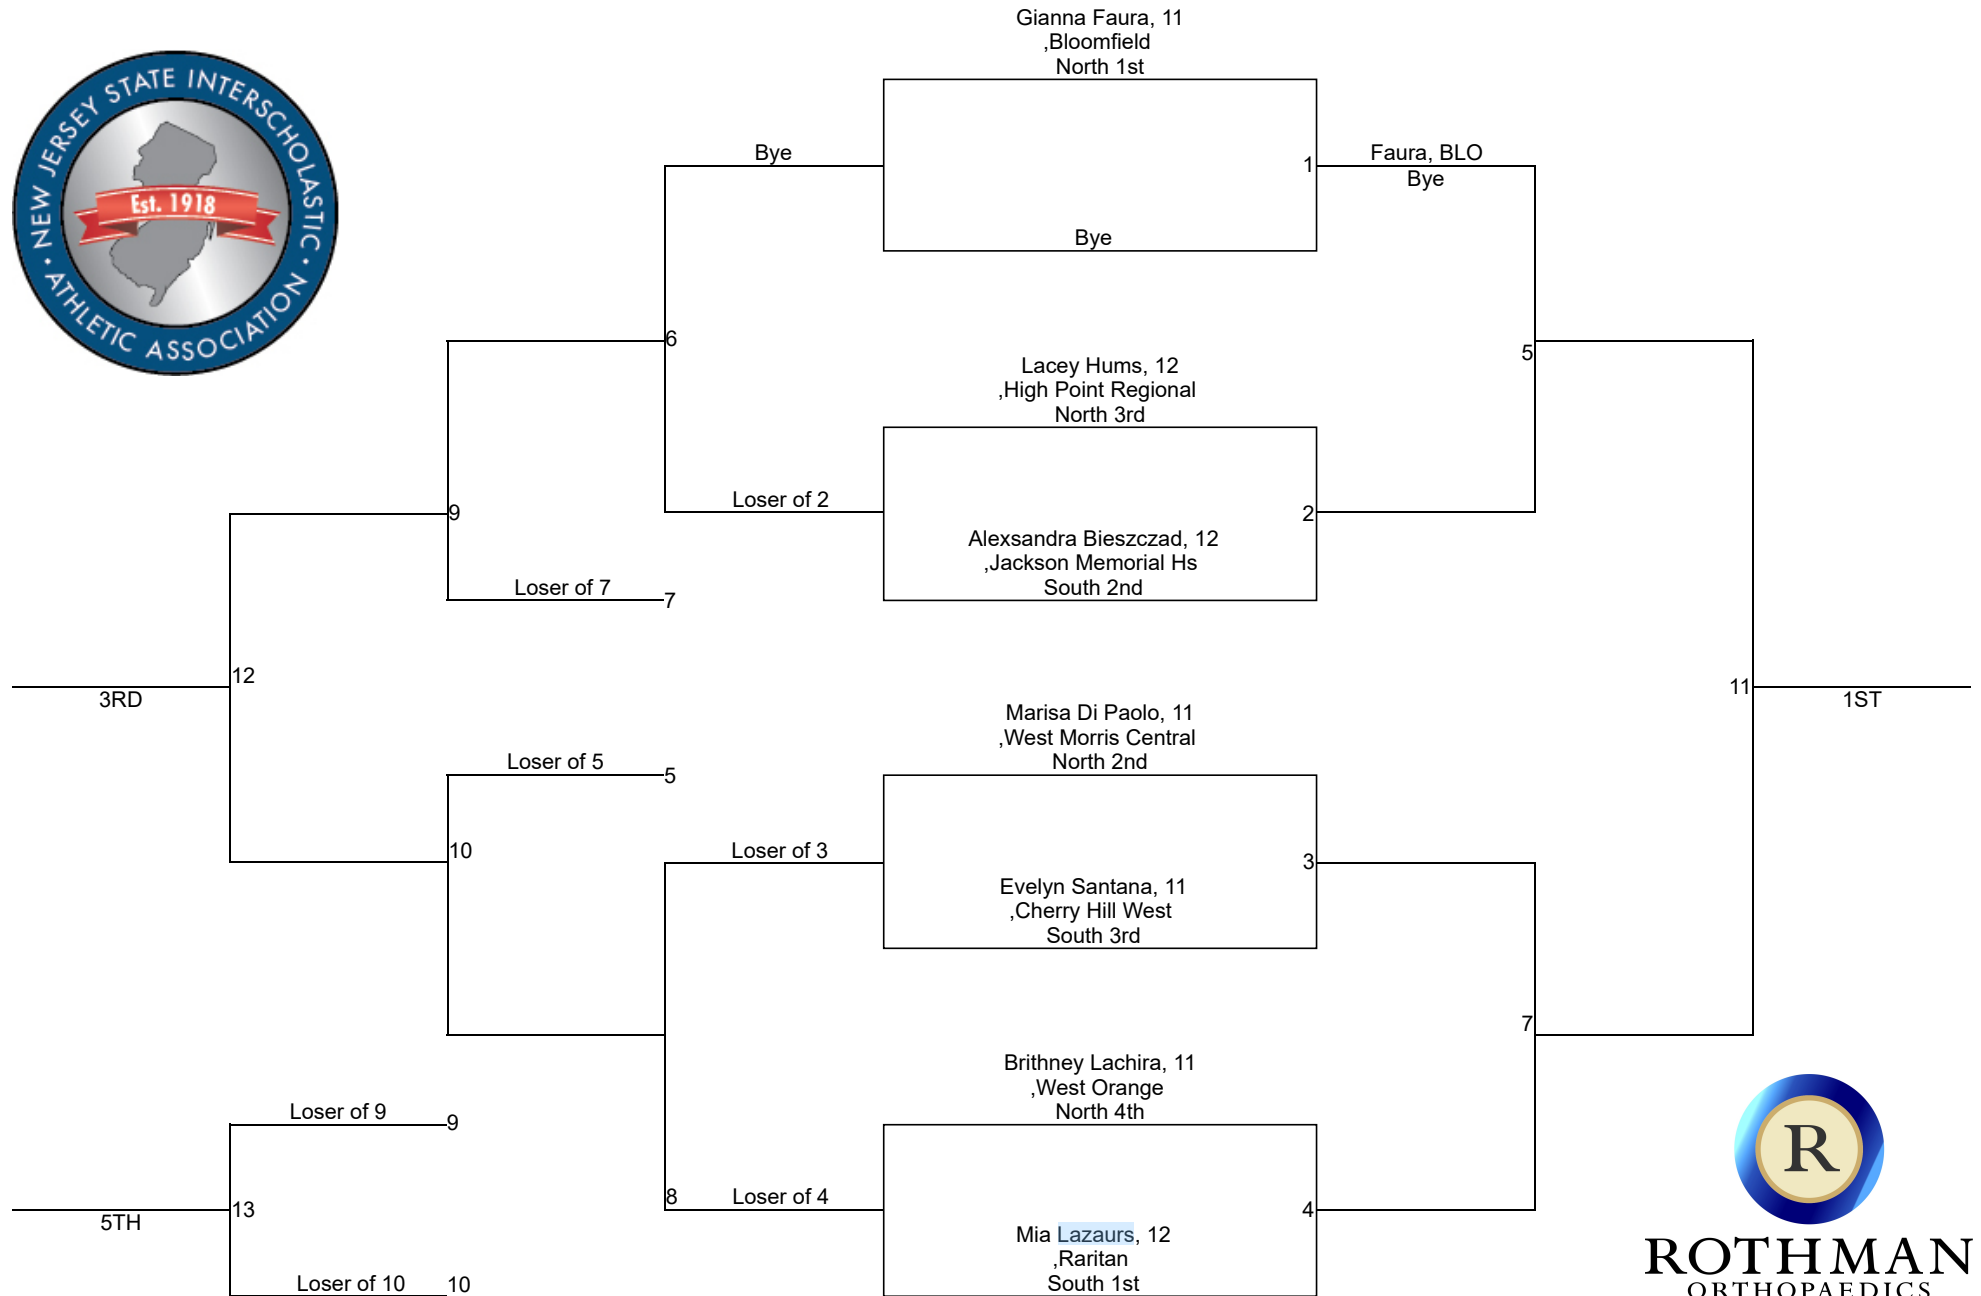 Gianna Faura, 11
,Bloomfield
North 1st
NEW JERSEY STATE INTERSCHOLASTIC
• ATHLETIC ASSOCIATION •
Est. 1918
Bye
1
Faura, BLO
Bye
Bye
6
5
Lacey Hums, 12
,High Point Regional
North 3rd
Loser of 2
2
9
Alexsandra Bieszczad, 12
,Jackson Memorial Hs
South 2nd
Loser of 7
7
12
3RD
11
1ST
Marisa Di Paolo, 11
,West Morris Central
North 2nd
Loser of 5
5
10
Loser of 3
3
Evelyn Santana, 11
,Cherry Hill West
South 3rd
7
Brithney Lachira, 11
,West Orange
North 4th
Loser of 9
9
8
Loser of 4
4
13
5TH
Mia Lazaurs, 12
,Raritan
South 1st
Loser of 10
10
R
ROTHMAN
ORTHOPAEDICS